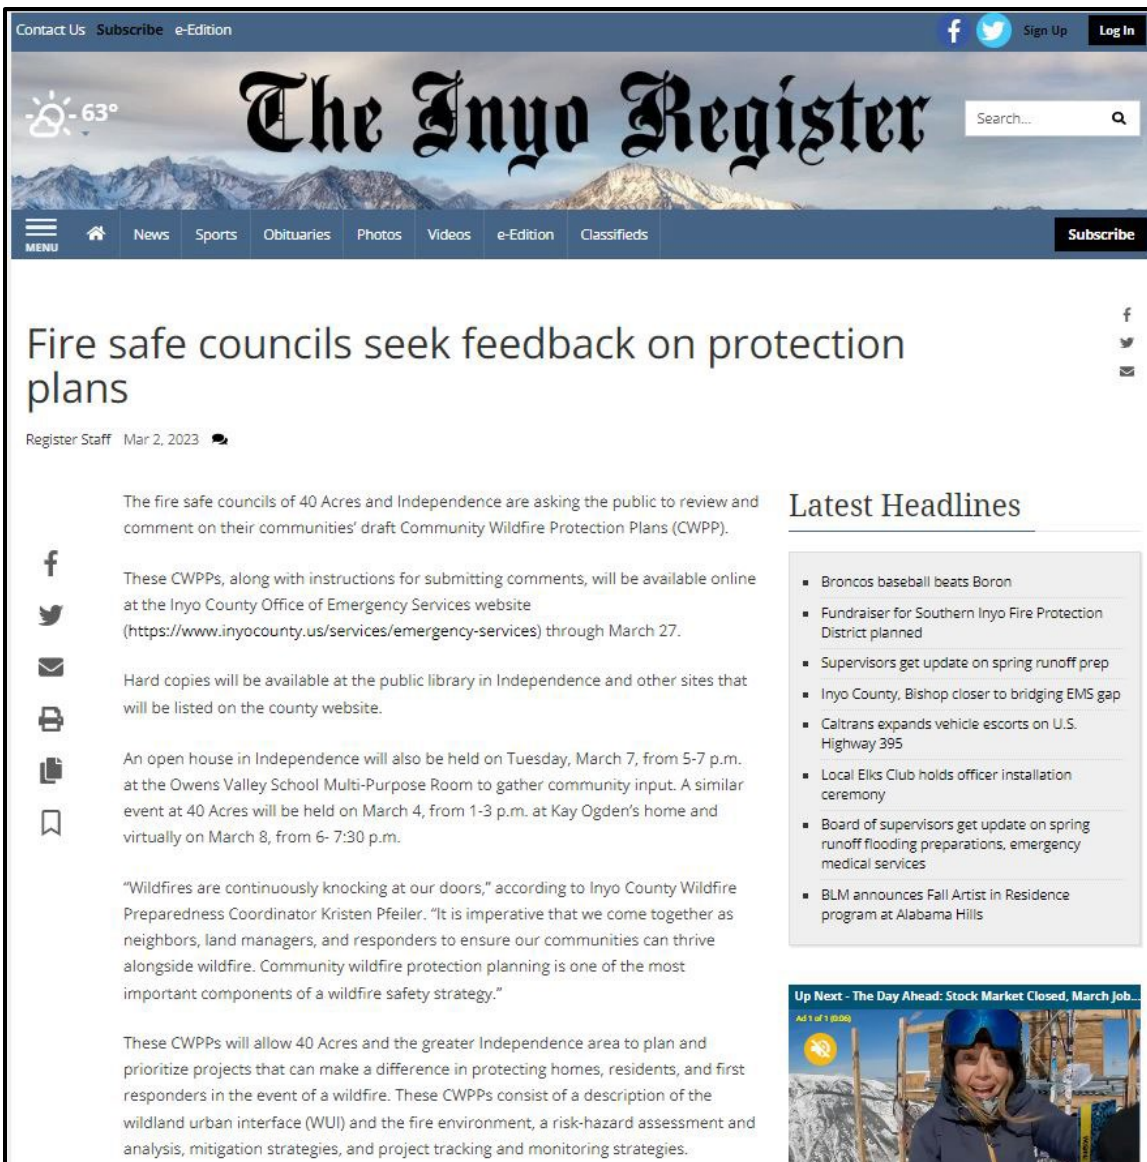 Contact Us Subscribe e-Edition
Sign Up Log In
63°
The Inyo Register
Search...
MENU
News Sports Obituaries Photos Videos e-Edition Classifieds
Subscribe
Fire safe councils seek feedback on protection
plans
Register Staff Mar 2, 2023
The fire safe councils of 40 Acres and Independence are asking the public to review and
comment on their communities’ draft Community Wildfire Protection Plans (CWPP).
These CWPPs, along with instructions for submitting comments, will be available online
at the Inyo County Office of Emergency Services website
(https://www.inyocounty.us/services/emergency-services) through March 27.
Hard copies will be available at the public library in Independence and other sites that
will be listed on the county website.
An open house in Independence will also be held on Tuesday, March 7, from 5-7 p.m.
at the Owens Valley School Multi-Purpose Room to gather community input. A similar
event at 40 Acres will be held on March 4, from 1-3 p.m. at Kay Ogden’s home and
virtually on March 8, from 6- 7:30 p.m.
“Wildfires are continuously knocking at our doors,” according to Inyo County Wildfire
Preparedness Coordinator Kristen Pfeiler. “It is imperative that we come together as
neighbors, land managers, and responders to ensure our communities can thrive
alongside wildfire. Community wildfire protection planning is one of the most
important components of a wildfire safety strategy.”
These CWPPs will allow 40 Acres and the greater Independence area to plan and
prioritize projects that can make a difference in protecting homes, residents, and first
responders in the event of a wildfire. These CWPPs consist of a description of the
wildland urban interface (WUI) and the fire environment, a risk-hazard assessment and
analysis, mitigation strategies, and project tracking and monitoring strategies.
Latest Headlines
Broncos baseball beats Boron
Fundraiser for Southern Inyo Fire Protection
District planned
Supervisors get update on spring runoff prep
Inyo County, Bishop closer to bridging EMS gap
Caltrans expands vehicle escorts on U.S.
Highway 395
Local Elks Club holds officer installation
ceremony
Board of supervisors get update on spring
runoff flooding preparations, emergency
medical services
BLM announces Fall Artist in Residence
program at Alabama Hills
Up Next - The Day Ahead: Stock Market Closed, March Job...
Ad 1 of 1 (0:06)